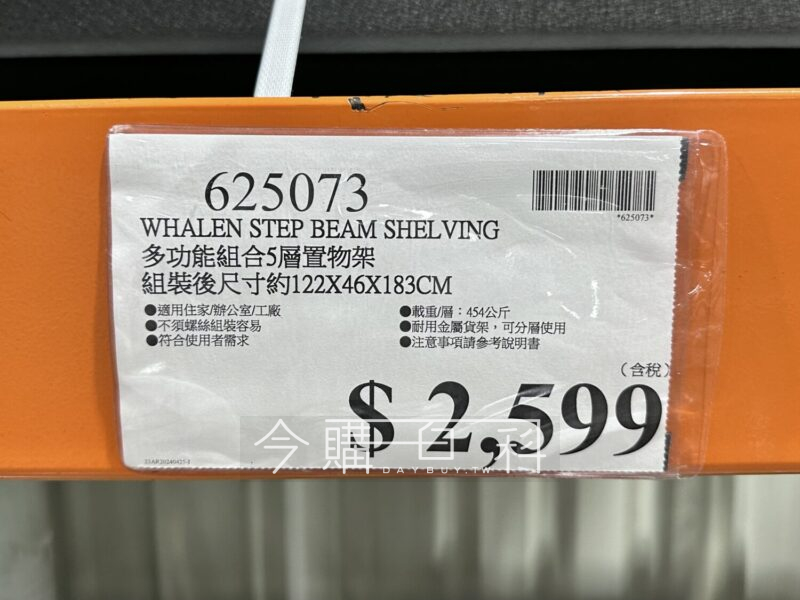 625073
*625073*
WHALEN STEP BEAM SHELVING
多功能組合5層置物架
組裝後尺寸約122X46X183CM
●適用住家/辦公室/工廠
●不須螺絲組裝容易
●符合使用者需求
●載重/層：454公斤
●耐用金屬貨架，可分層使用
●注意事項請參考說明書
（含稅）
$ 2,599
今購百科
DAYBUY.TW